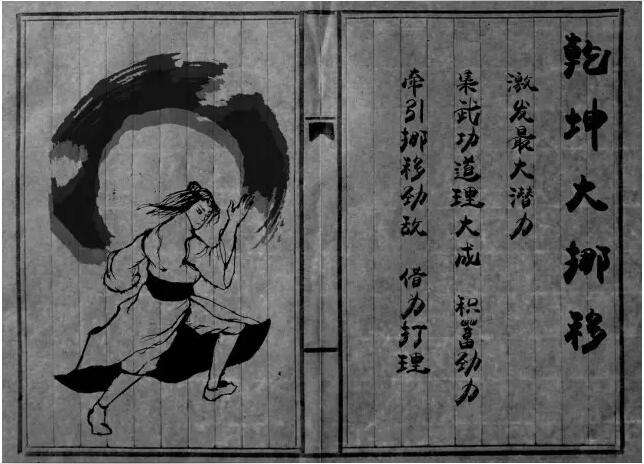 乾坤大挪移
激发最大潜力
集武功道理大成 积蓄劲力
牵引挪移劲敌 借力打理